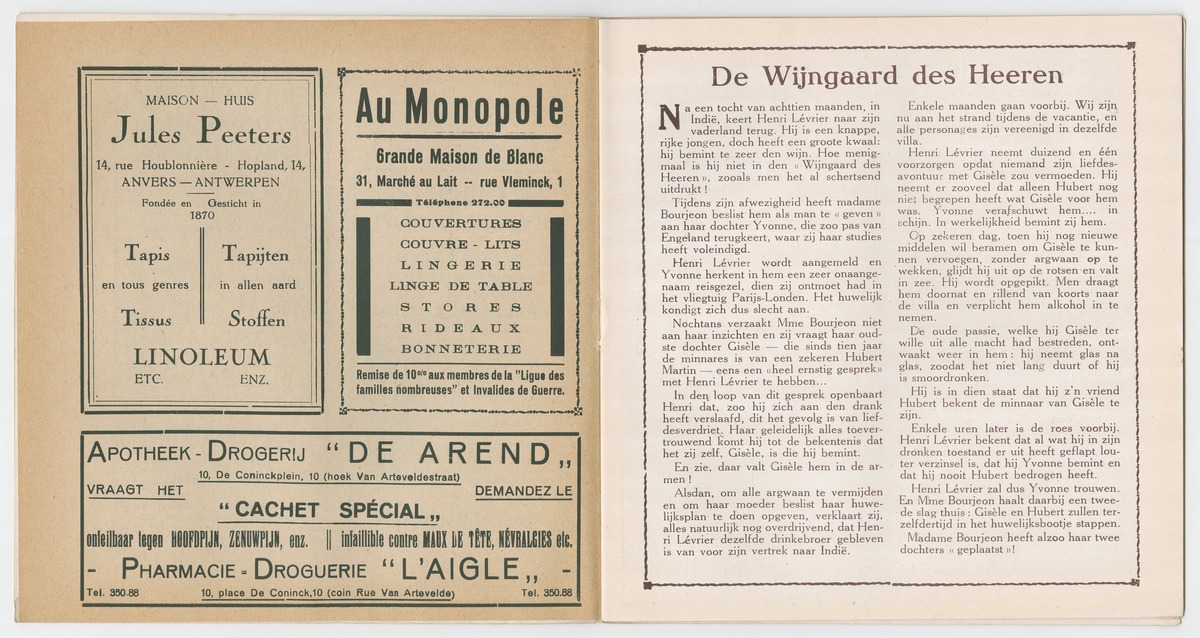 MAISON — HUIS
Jules Peeters
14, rue Houblonnière - Hopland, 14,
ANVERS — ANTWERPEN
Fondée en Gesticht in
1870
Tapis
en tous genres
Tissus
Tapijten
in allen aard
Stoffen
LINOLEUM
ETC. ENZ.
Au Monopole
Grande Maison de Blanc
31, Marché au Lait -- rue Vleminck, 1
Téléphone 272.00
COUVERTURES
COUVRE - LITS
LINGERIE
LINGE DE TABLE
STORES
RIDEAUX
BONNETERIE
Remise de 10% aux membres de la "Ligue des
familles nombreuses" et Invalides de Guerre.
APOTHEEK - DROGERIJ “DE AREND„
10, De Coninckplein, 10 (hoek Van Arteveldestraat)
VRAAGT HET DEMANDEZ LE
“CACHET SPÉCIAL„
onfeilbaar tegen HOOFDPIJN, ZENUWPIJN, enz. || infaillible contre MAUX DE TÊTE, NÉVRALGIES etc.
- PHARMACIE - DROGUERIE “L'AIGLE„ -
Tel. 350.88 10, place De Coninck,10 (coin Rue Van Artevelde) Tel. 350.88
De Wijngaard des Heeren
Na een tocht van achttien maanden, in
Indië, keert Henri Lévrier naar zijn
vaderland terug. Hij is een knappe,
rijke jongen, doch heeft een groote kwaal:
hij bemint te zeer den wijn. Hoe menig-
maal is hij niet in den « Wijngaard des
Heeren », zooals men het al schertsend
uitdrukt !
Tijdens zijn afwezigheid heeft madame
Bourjeon beslist hem als man te « geven »
aan haar dochter Yvonne, die zoo pas van
Engeland terugkeert, waar zij haar studies
heeft voleindigd.
Henri Lévrier wordt aangemeld en
Yvonne herkent in hem een zeer onaange-
naam reisgezel, dien zij ontmoet had in
het vliegtuig Parijs-Londen. Het huwelijk
kondigt zich dus slecht aan.
Nochtans verzaakt Mme Bourjeon niet
aan haar inzichten en zij vraagt haar oud-
ste dochter Gisèle — die sinds tien jaar
de minnares is van een zekeren Hubert
Martin — eens een «heel ernstig gesprek»
met Henri Lévrier te hebben...
In den loop van dit gesprek openbaart
Henri dat, zoo hij zich aan den drank
heeft verslaafd, dit het gevolg is van lief-
desverdriet. Haar geleidelijk alles toever-
trouwend komt hij tot de bekentenis dat
het zij zelf, Gisèle, is die hij bemint.
En zie, daar valt Gisèle hem in de ar-
men !
Alsdan, om alle argwaan te vermijden
en om haar moeder beslist haar huwe-
lijksplan te doen opgeven, verklaart zij,
alles natuurlijk nog overdrijvend, dat Hen-
ri Lévrier dezelfde drinkebroer gebleven
is van voor zijn vertrek naar Indië.
Enkele maanden gaan voorbij. Wij zijn
nu aan het strand tijdens de vacantie, en
alle personages zijn vereenigd in dezelfde
villa.
Henri Lévrier neemt duizend en één
voorzorgen opdat niemand zijn liefdes-
avontuur met Gisèle zou vermoeden. Hij
neemt er zooveel dat alleen Hubert nog
niet begrepen heeft wat Gisèle voor hem
was. Yvonne verafschuwt hem.... in
schijn. In werkelijkheid bemint zij hem.
Op zekeren dag, toen hij nog nieuwe
middelen wil beramen om Gisèle te kun-
nen vervoegen, zonder argwaan op te
wekken, glijdt hij uit op de rotsen en valt
in zee. Hij wordt opgepikt. Men draagt
hem doornat en rillend van koorts naar
de villa en verplicht hem alkohol in te
nemen.
De oude passie, welke hij Gisèle ter
wille uit alle macht had bestreden, ont-
waakt weer in hem : hij neemt glas na
glas, zoodat het niet lang duurt of hij
is smoordronken.
Hij is in dien staat dat hij z'n vriend
Hubert bekent de minnaar van Gisèle te
zijn.
Enkele uren later is de roes voorbij.
Henri Lévrier bekent dat al wat hij in zijn
dronken toestand er uit heeft geflapt lou-
ter verzinsel is, dat hij Yvonne bemint en
dat hij nooit Hubert bedrogen heeft.
Henri Lévrier zal dus Yvonne trouwen.
En Mme Bourjeon haalt daarbij een twee-
de slag thuis : Gisèle en Hubert zullen ter-
zelfdertijd in het huwelijksbootje stappen.
Madame Bourjeon heeft alzoo haar twee
dochters « geplaatst »!